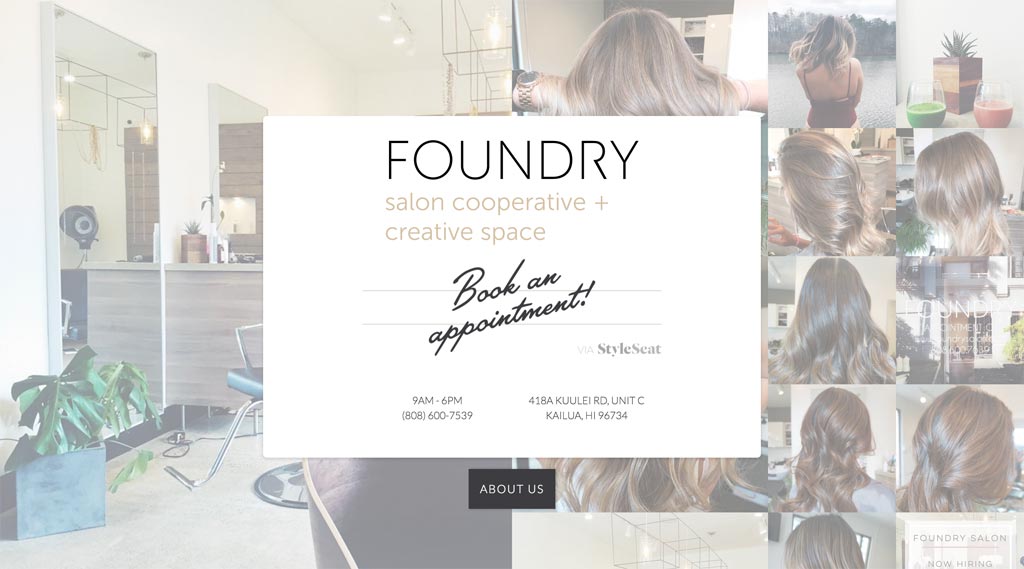 FOUNDRY
salon cooperative +
creative space
Book an
appointment!
VIA StyleSeat
9AM - 6PM
(808) 600-7539
418A KUULEI RD, UNIT C
KAILUA, HI 96734
ABOUT US
FOUNDRY
FOUNDRY SALON
NOW HIRING